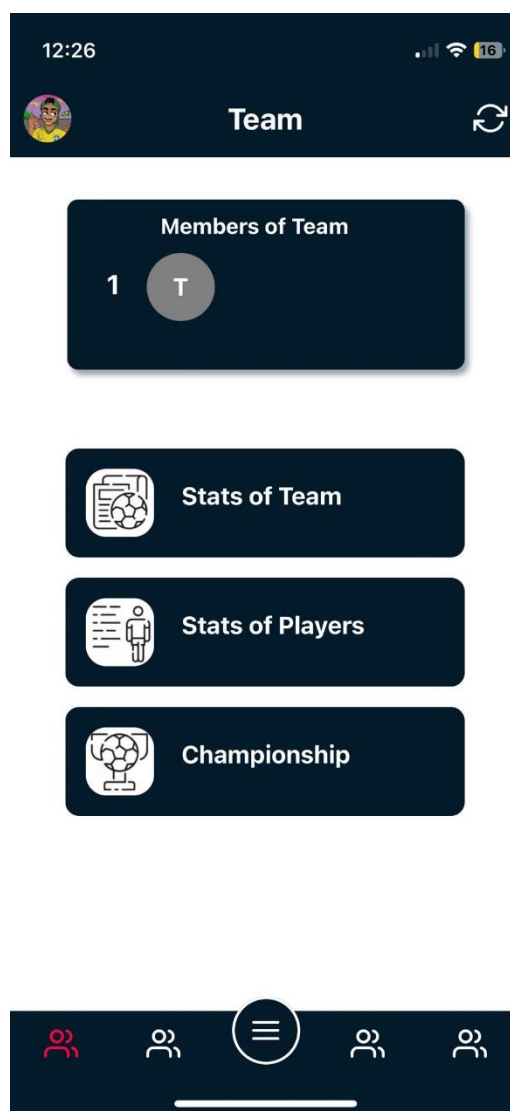 12:26
16
Team
Members of Team
1
T
Stats of Team
Stats of Players
Championship